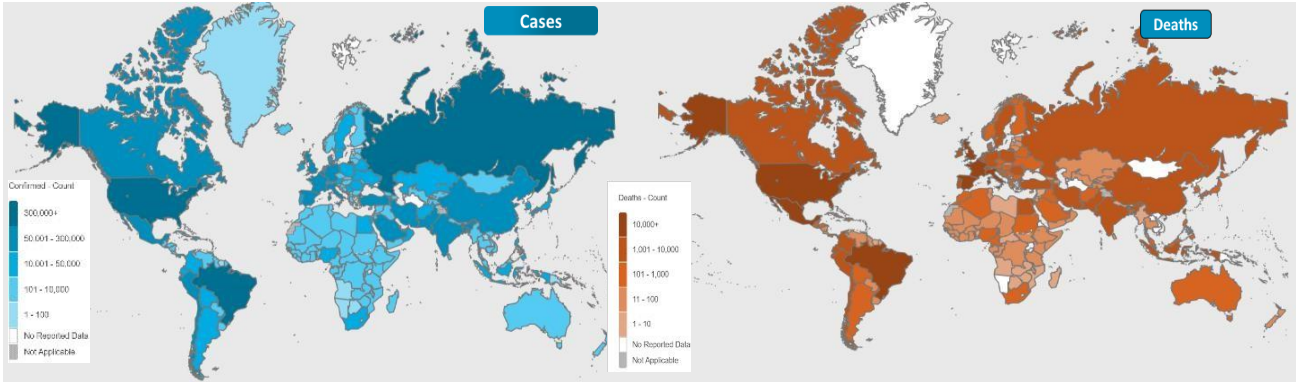 Cases
Confirmed - Count
300,000+
50.001 - 300,000
10.001 - 50,000
101 - 10,000
1 - 100
No Reported Data
Not Applicable
Deaths
Deaths - Count
10,000+
1,001 - 10,000
101 - 1,000
11 - 100
1 - 10
No Reported Data
Not Applicable